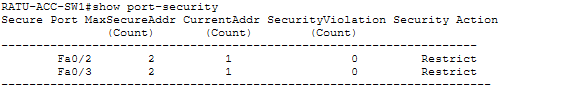 RATU-ACC-SW1#show port-security
Secure Port MaxSecureAddr CurrentAddr SecurityViolation Security Action
(Count) (Count) (Count)
--------------------------------------------------------------------
Fa0/2 2 1 0 Restrict
Fa0/3 2 1 0 Restrict
----------------------------------------------------------------------